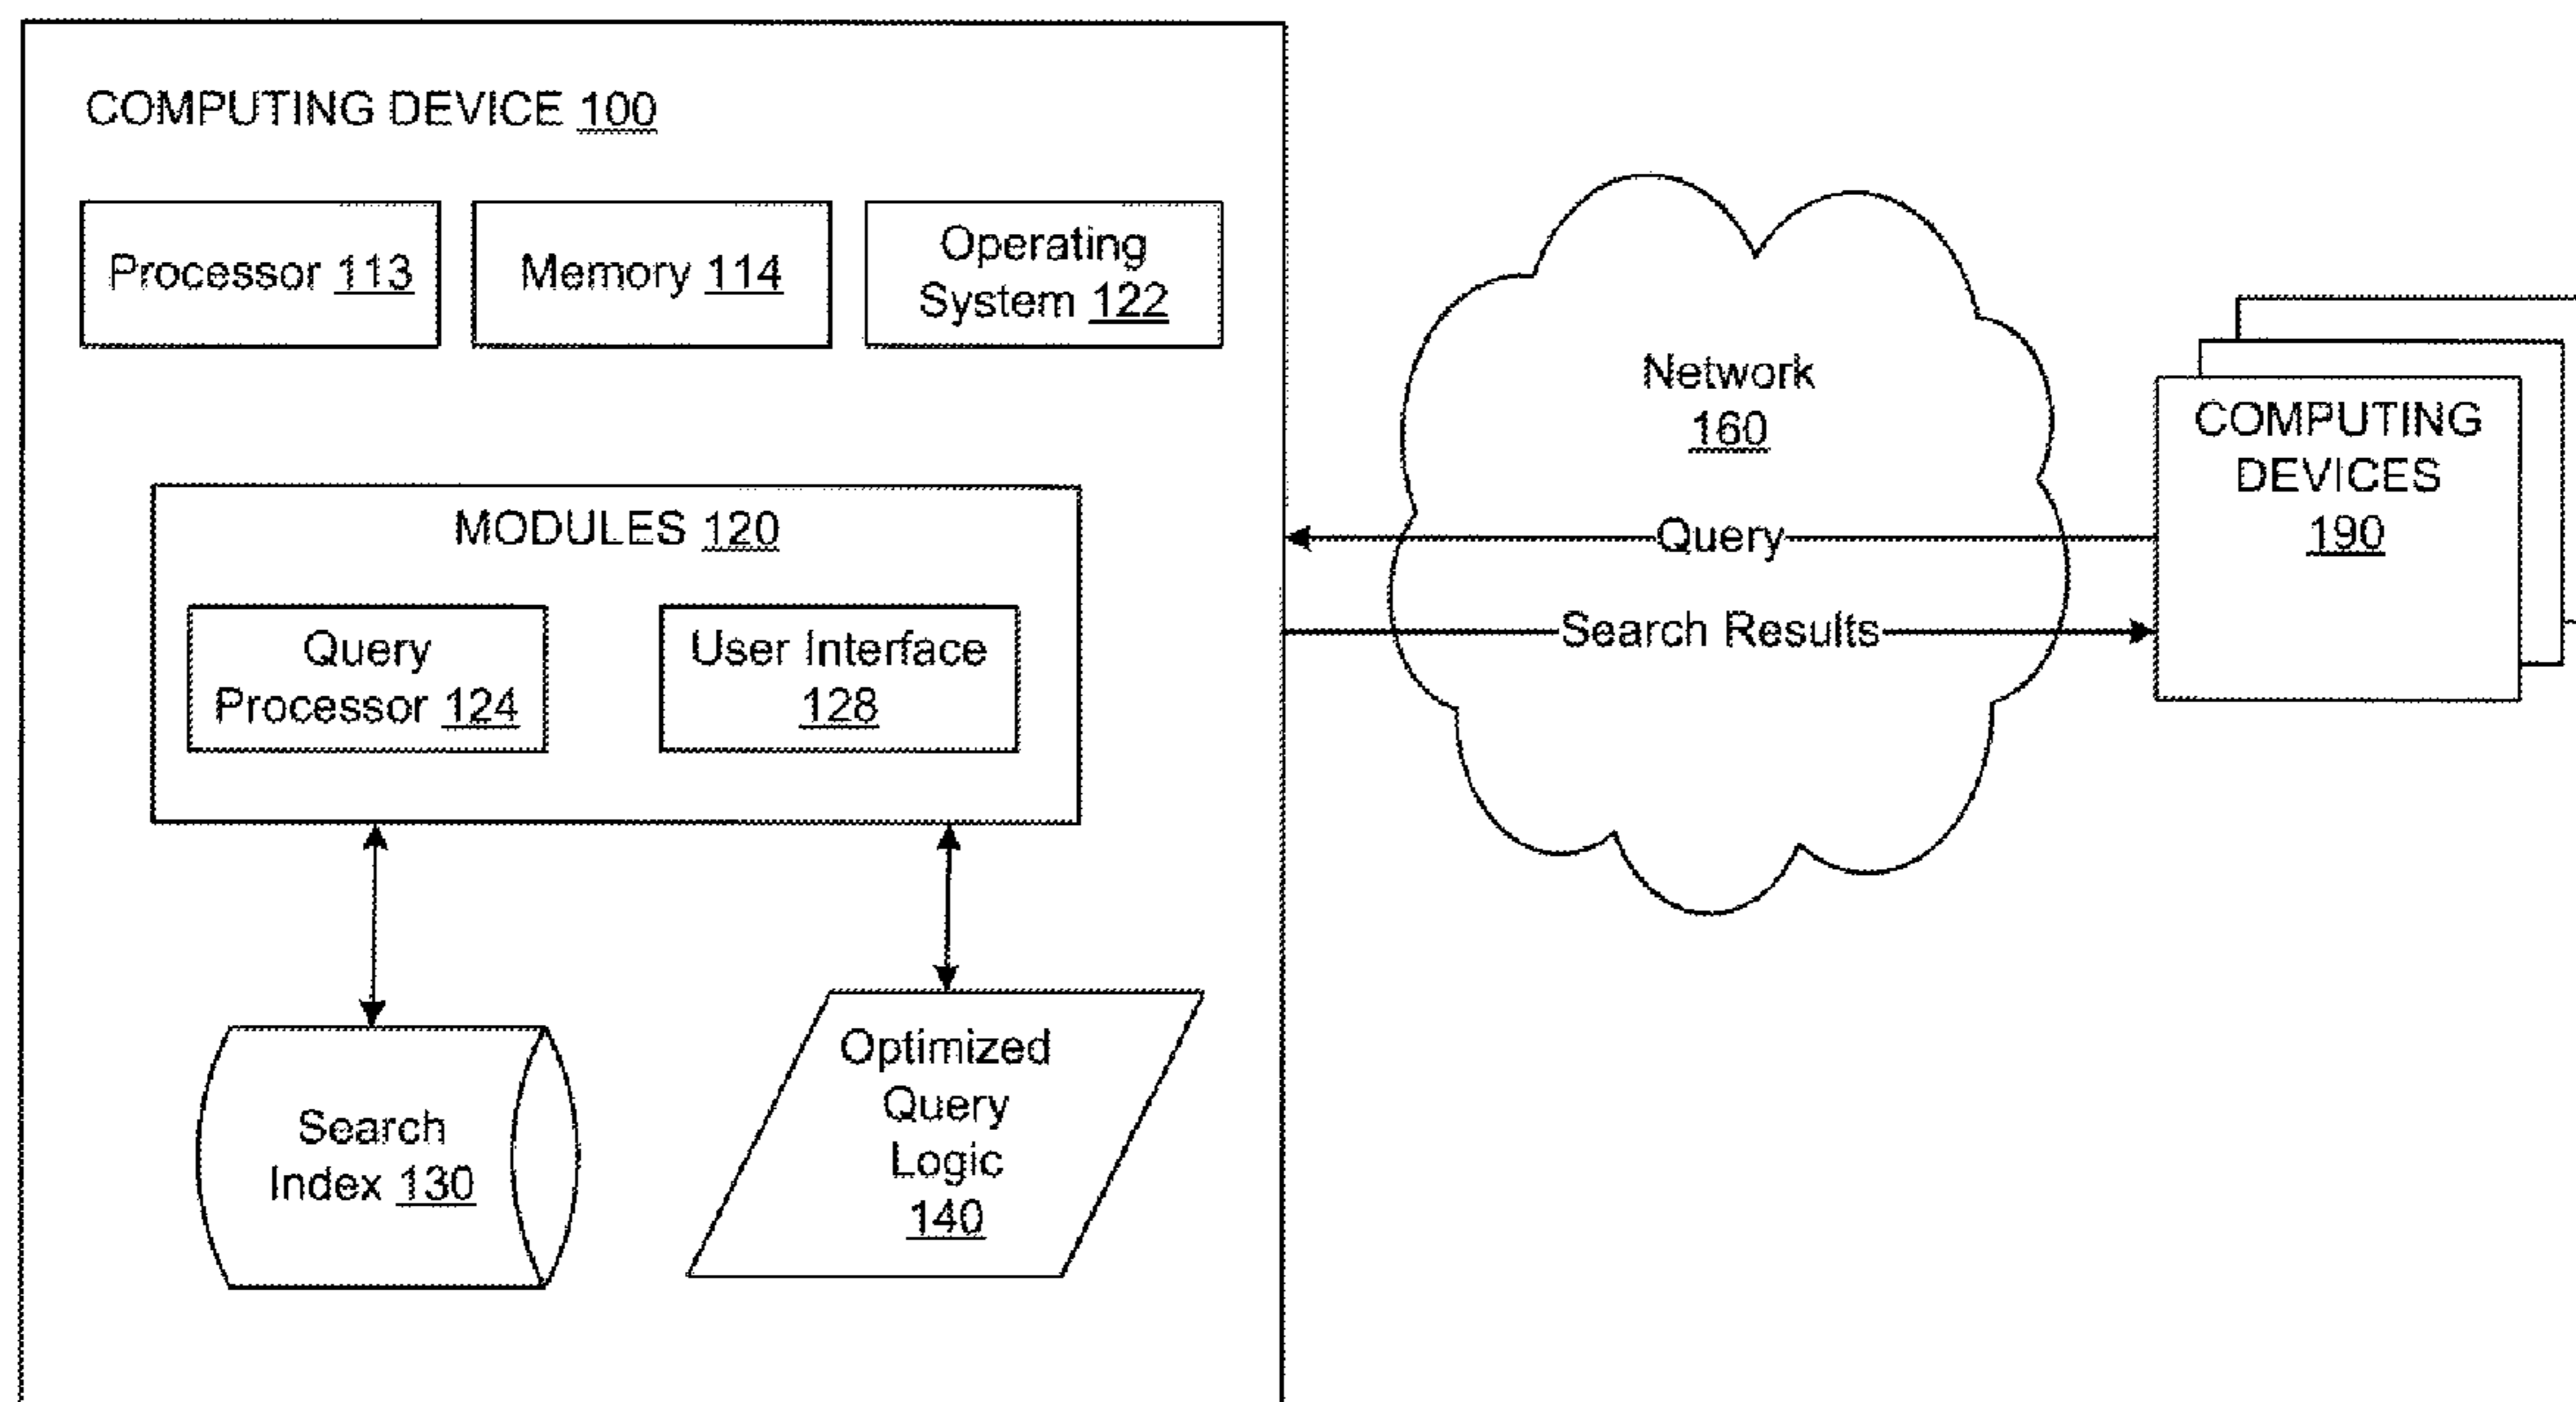 COMPUTING DEVICE 100
Processor 113
Memory 114
Operating
System 122
MODULES 120
Query
Processor 124
User Interface
128
Search
Index 130
Optimized
Query
Logic
140
Network
160
Query
Search Results
COMPUTING
DEVICES
190